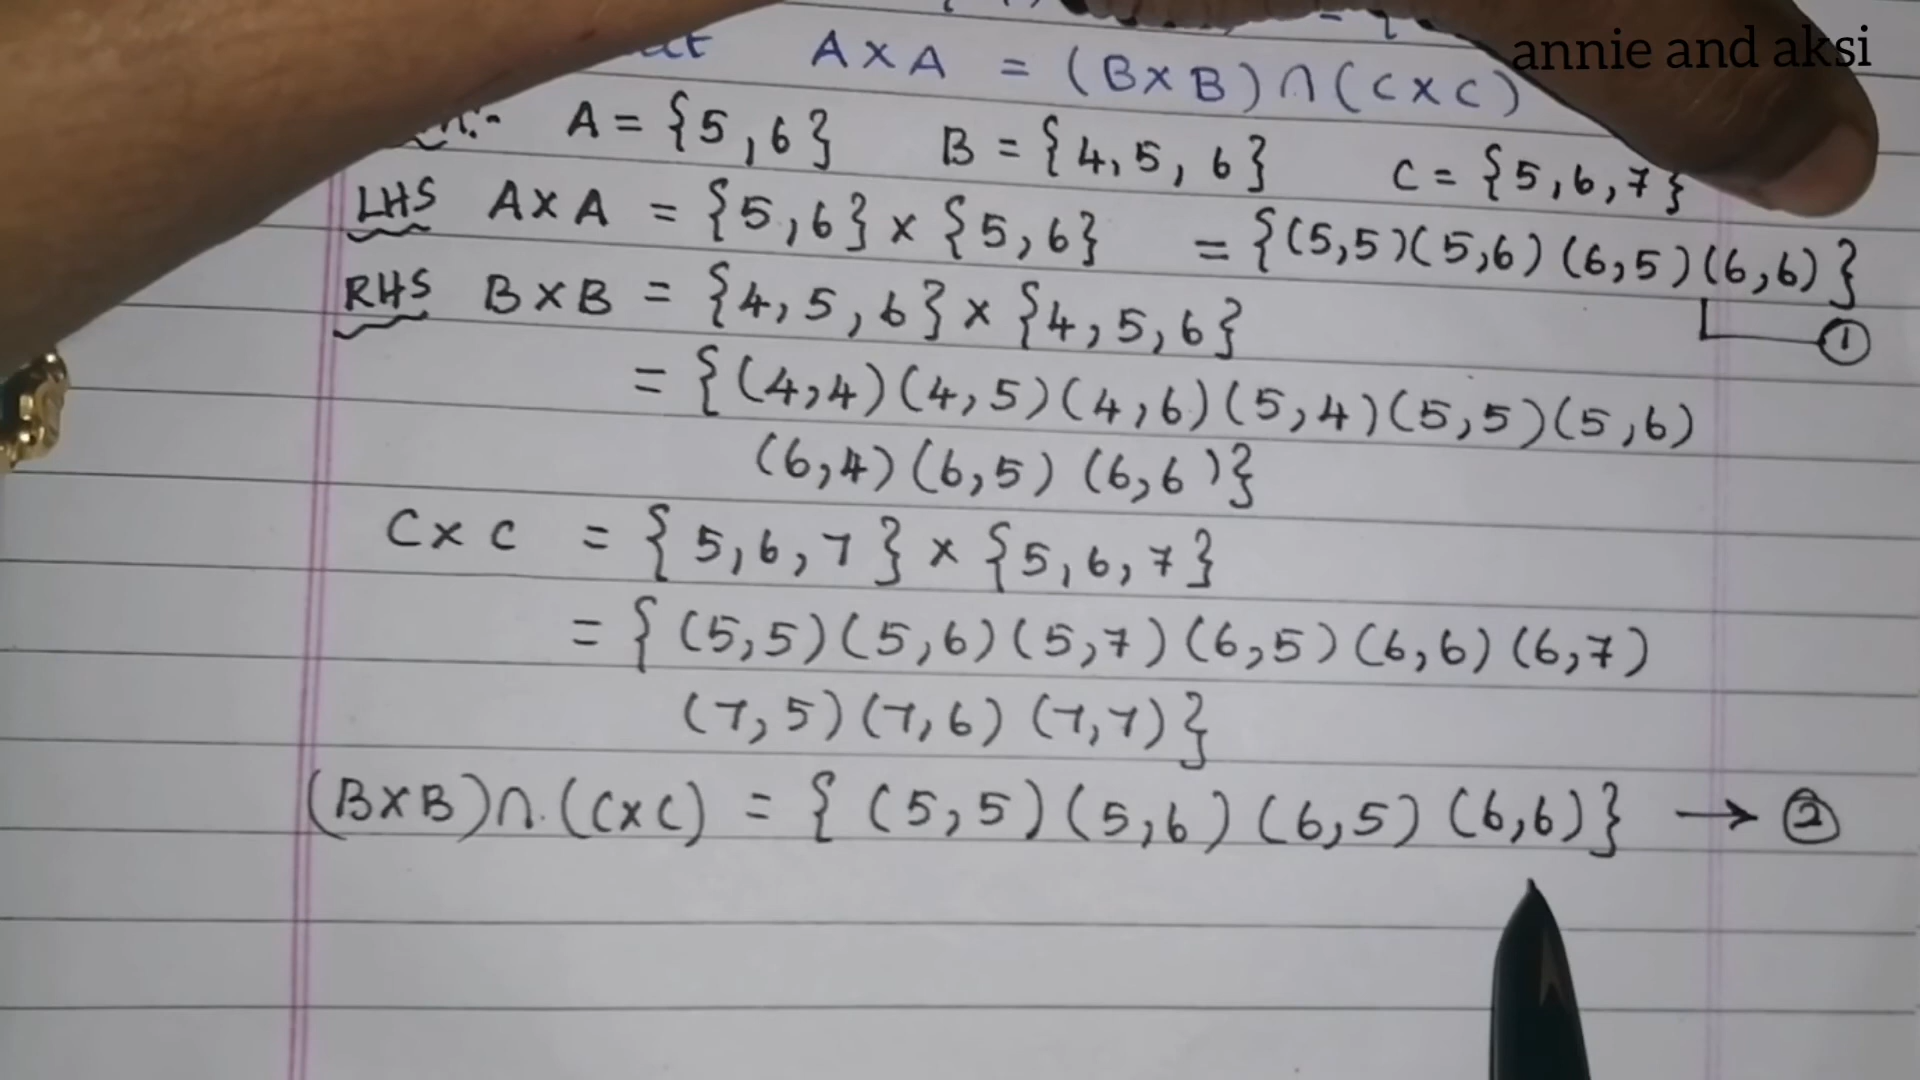 annie and aksi
A×A = (B×B)∩(C×C)
A = {5,6} B = {4,5,6} C = {5,6,7}
LHS A×A = {5,6}×{5,6} = {(5,5)(5,6)(6,5)(6,6)}
①
RHS B×B = {4,5,6}×{4,5,6}
= {(4,4)(4,5)(4,6)(5,4)(5,5)(5,6)
(6,4)(6,5)(6,6)}
C×C = {5,6,7}×{5,6,7}
= {(5,5)(5,6)(5,7)(6,5)(6,6)(6,7)
(7,5)(7,6)(7,7)}
(B×B)∩(C×C) = {(5,5)(5,6)(6,5)(6,6)} → ②